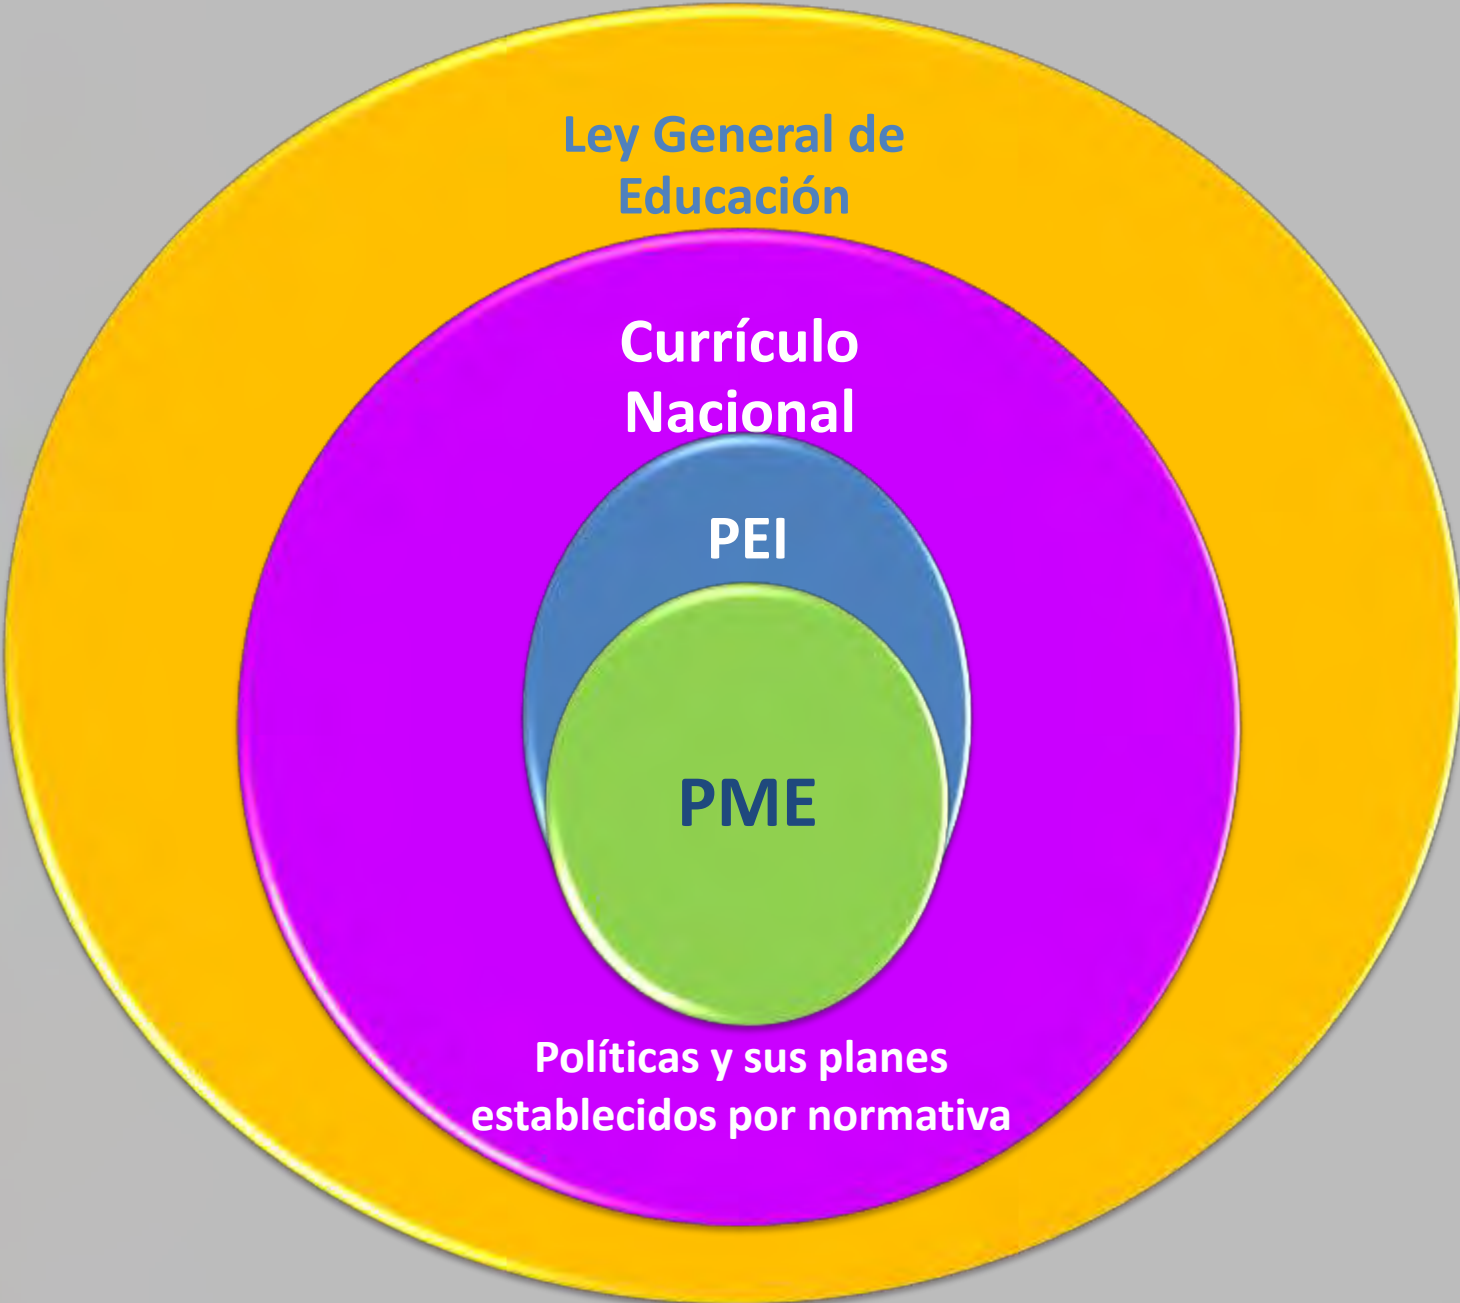 Ley General de
Educación
Currículo
Nacional
PEI
PME
Políticas y sus planes
establecidos por normativa